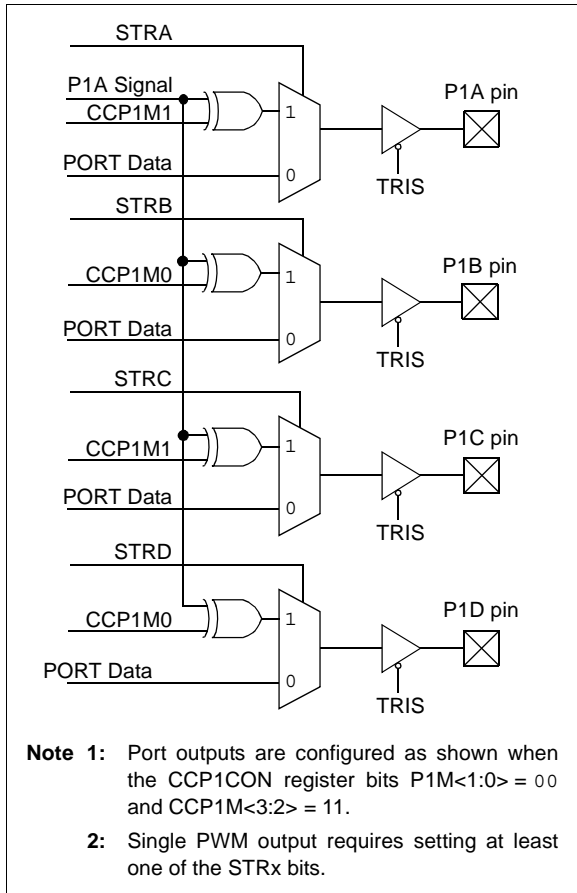 STRA
P1A Signal
CCP1M1
1
P1A pin
PORT Data
0
TRIS
STRB
CCP1M0
1
P1B pin
PORT Data
0
TRIS
STRC
CCP1M1
1
P1C pin
PORT Data
0
TRIS
STRD
CCP1M0
1
P1D pin
PORT Data
0
TRIS
Note 1: Port outputs are configured as shown when
the CCP1CON register bits P1M<1:0> = 00
and CCP1M<3:2> = 11.
2: Single PWM output requires setting at least
one of the STRx bits.